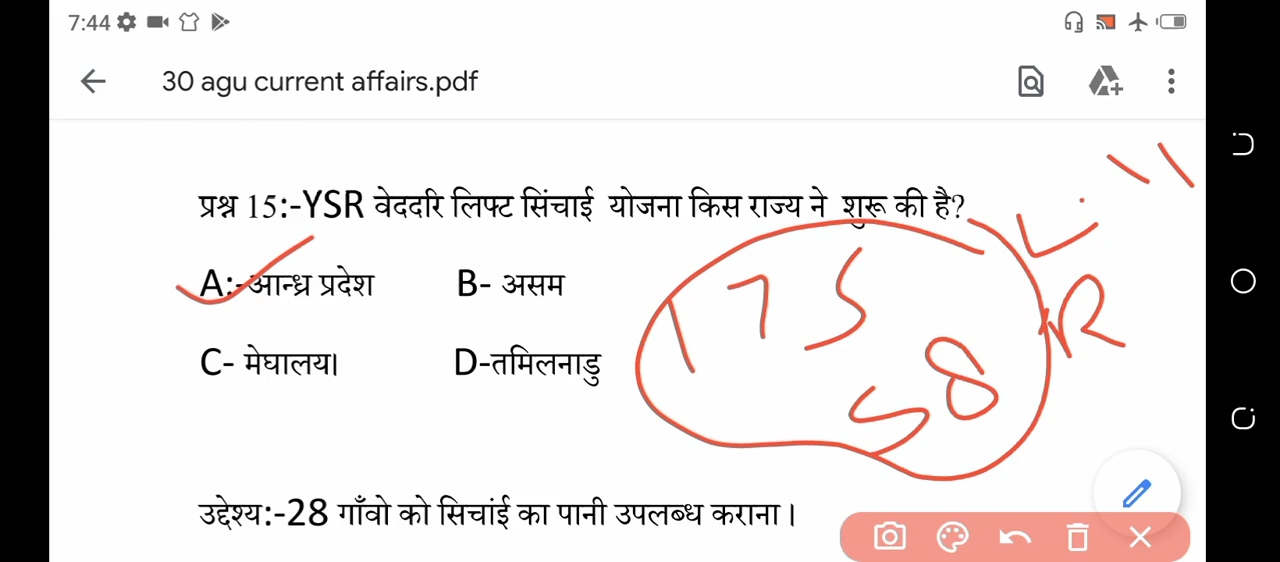 7:44
30 agu current affairs.pdf
प्रश्न 15:-YSR वेददरि लिफ्ट सिंचाई योजना किस राज्य ने शुरू की है?
A:-आन्ध्र प्रदेश B- असम
C- मेघालय। D-तमिलनाडु
175
58
L R
11
उद्देश्य:-28 गाँवो को सिचांई का पानी उपलब्ध कराना।